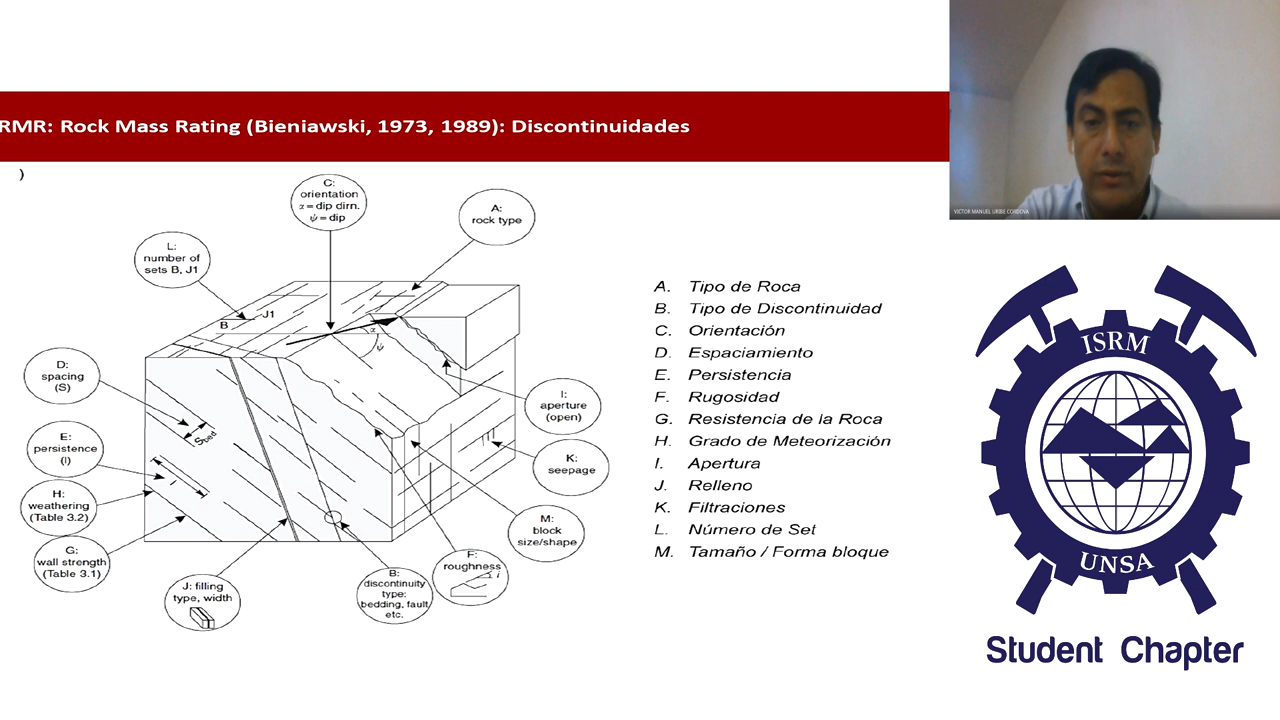 RMR: Rock Mass Rating (Bieniawski, 1973, 1989): Discontinuidades
VICTOR MANUEL URIBE CORDOVA
)
C:
orientation
α = dip dirn.
ψ = dip
A:
rock type
L:
number of
sets B, J1
J1
B
α
ψ
D:
spacing
(S)
S bed
E:
persistence
(l)
l
H:
weathering
(Table 3.2)
G:
wall strength
(Table 3.1)
J: filling
type, width
B:
discontinuity
type:
bedding, fault
etc.
F:
roughness
i
M:
block
size/shape
K:
seepage
I:
aperture
(open)
A. Tipo de Roca
B. Tipo de Discontinuidad
C. Orientación
D. Espaciamiento
E. Persistencia
F. Rugosidad
G. Resistencia de la Roca
H. Grado de Meteorización
I. Apertura
J. Relleno
K. Filtraciones
L. Número de Set
M. Tamaño / Forma bloque
ISRM
UNSA
Student Chapter